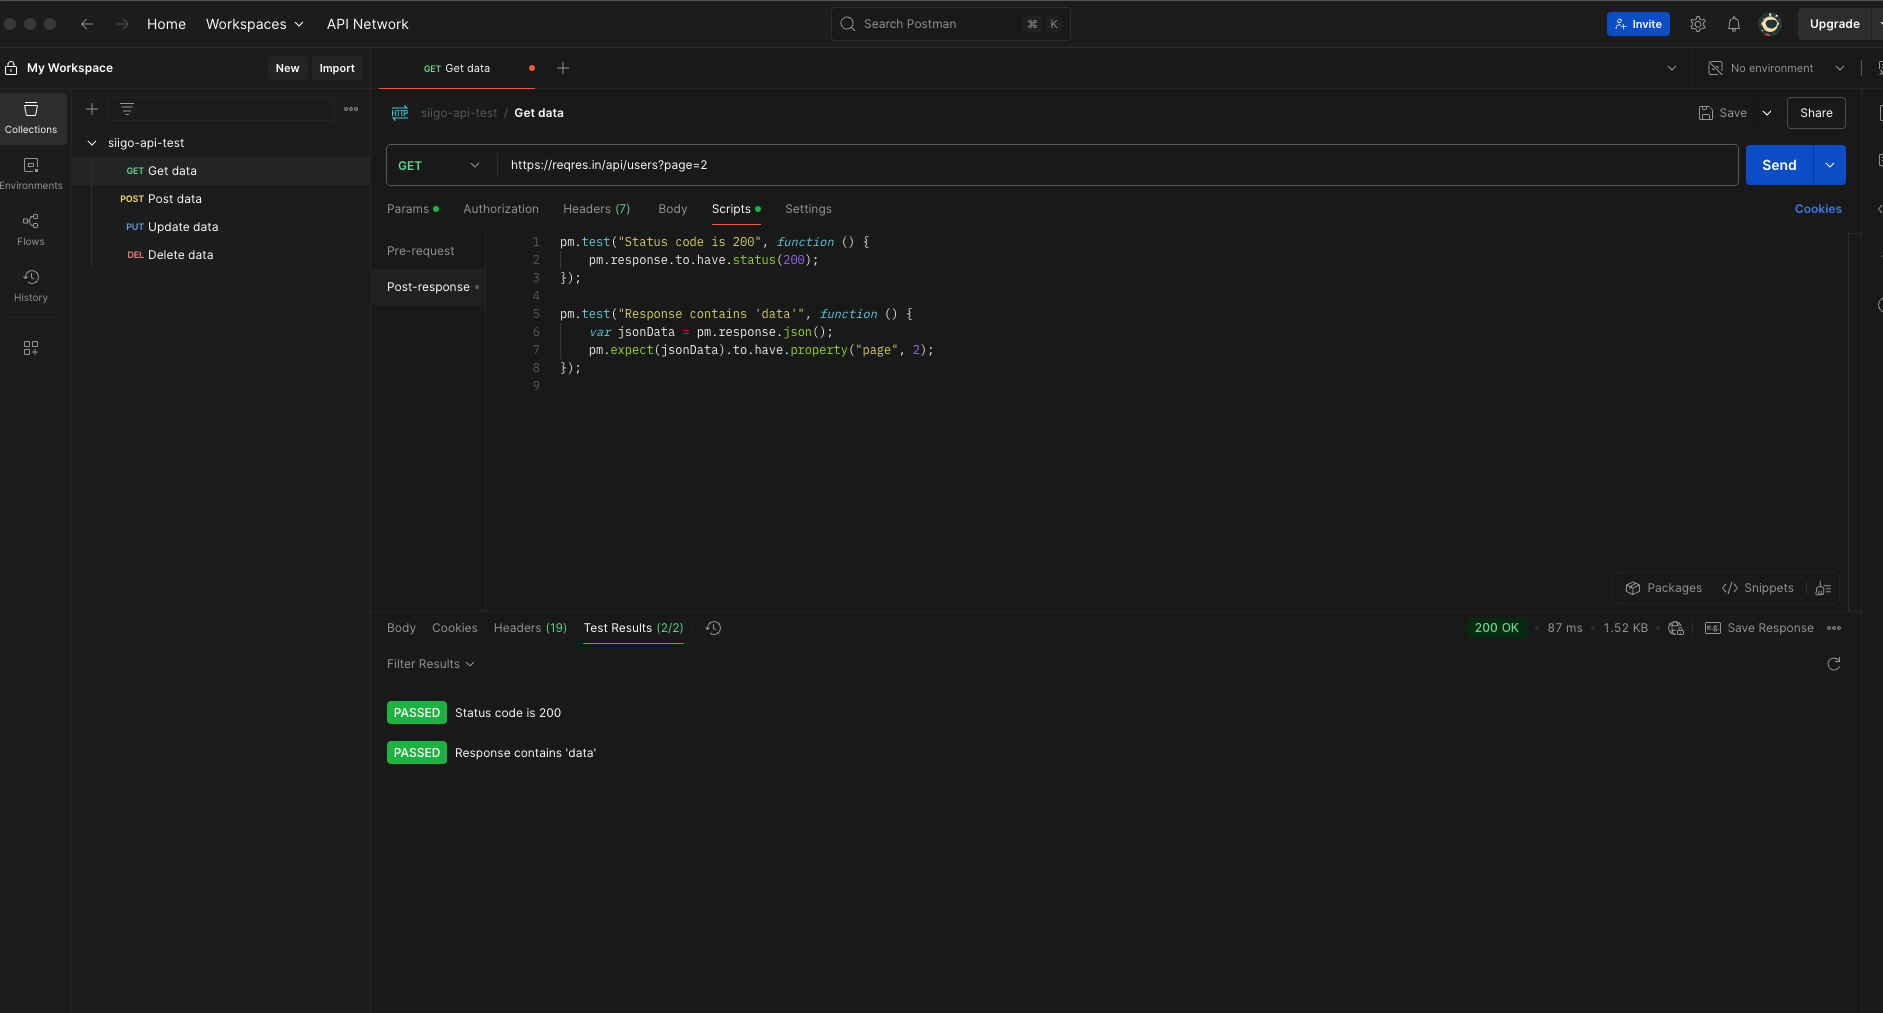 Home Workspaces API Network Search Postman ⌘ K Invite Upgrade
My Workspace New Import GET Get data No environment
Collections
Environments
Flows
History
siigo-api-test
GET Get data
POST Post data
PUT Update data
DEL Delete data
HTTP siigo-api-test / Get data Save Share
GET https://reqres.in/api/users?page=2 Send
Params Authorization Headers (7) Body Scripts Settings Cookies
Pre-request
Post-response
1 pm.test("Status code is 200", function () {
2 pm.response.to.have.status(200);
3 });
4
5 pm.test("Response contains 'data'", function () {
6 var jsonData = pm.response.json();
7 pm.expect(jsonData).to.have.property("page", 2);
8 });
9
Packages </> Snippets
Body Cookies Headers (19) Test Results (2/2) 200 OK 87 ms 1.52 KB e.g. Save Response
Filter Results
PASSED Status code is 200
PASSED Response contains 'data'